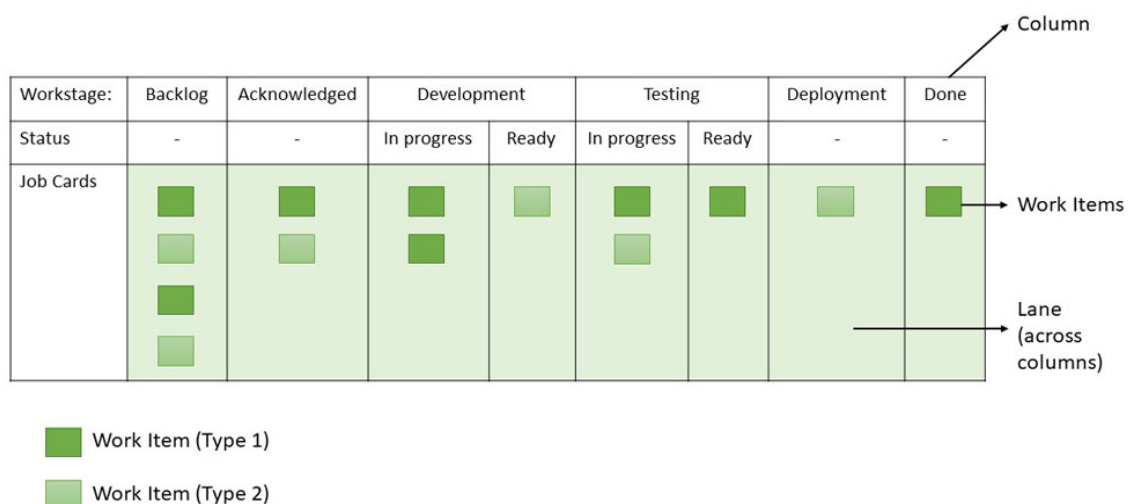 Column
Workstage: Backlog Acknowledged Development Testing Deployment Done
Status - - In progress Ready In progress Ready - -
Job Cards
Work Items
Lane
(across
columns)
Work Item (Type 1)
Work Item (Type 2)